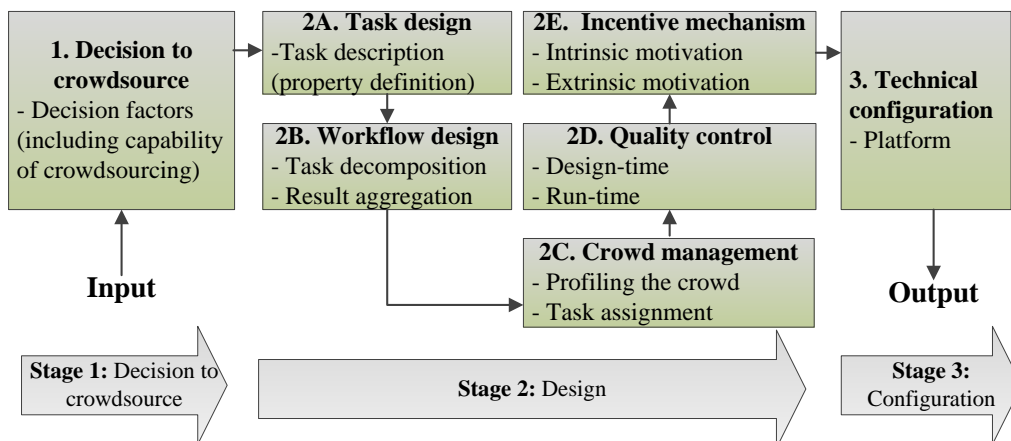 1. Decision to
crowdsource
- Decision factors
(including capability
of crowdsourcing)
Input
2A. Task design
-Task description
(property definition)
2B. Workflow design
- Task decomposition
- Result aggregation
2C. Crowd management
- Profiling the crowd
- Task assignment
2D. Quality control
- Design-time
- Run-time
2E.  Incentive mechanism
- Intrinsic motivation
- Extrinsic motivation
3. Technical
configuration
- Platform
Output
Stage 1: Decision to
crowdsource
Stage 2: Design
Stage 3:
Configuration